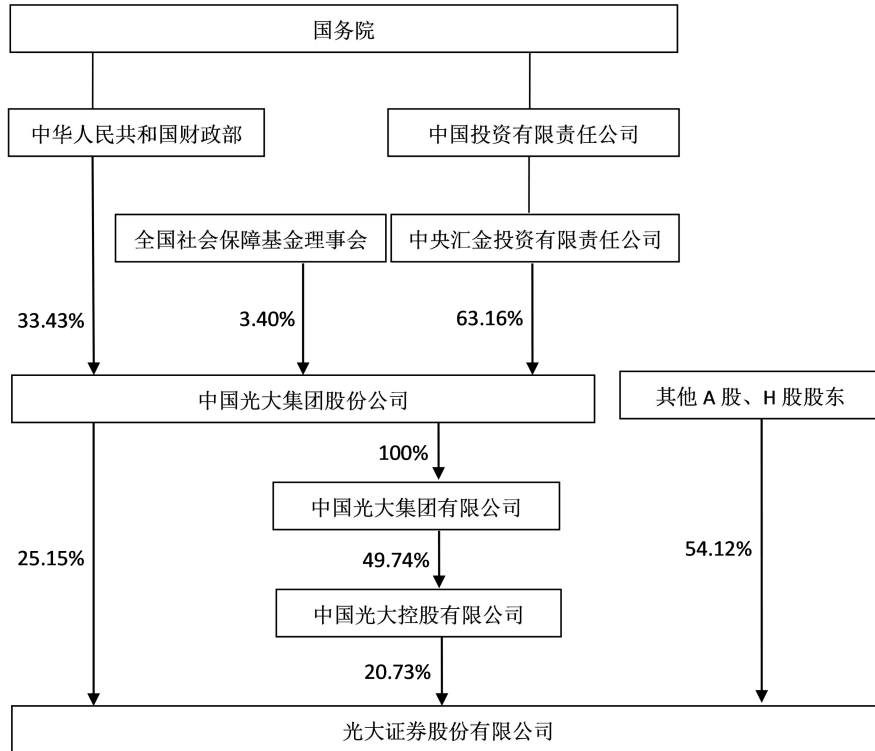 国务院
中华人民共和国财政部
中国投资有限责任公司
全国社会保障基金理事会
中央汇金投资有限责任公司
33.43%
3.40%
63.16%
中国光大集团股份公司
其他 A 股、H 股股东
100%
中国光大集团有限公司
25.15%
49.74%
54.12%
中国光大控股有限公司
20.73%
光大证券股份有限公司